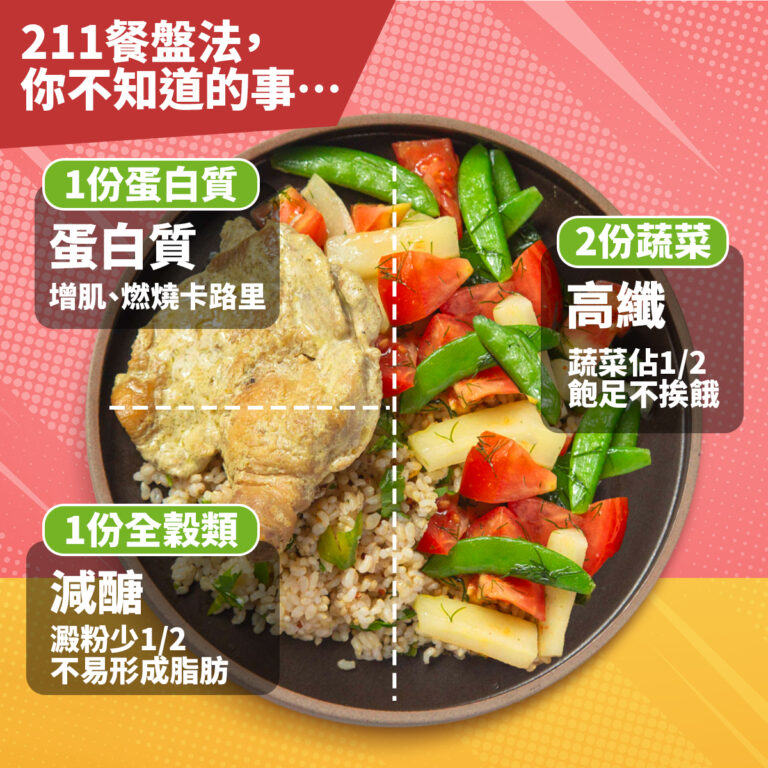 211餐盤法，
你不知道的事…
1份蛋白質
蛋白質
增肌、燃燒卡路里
2份蔬菜
高纖
蔬菜佔1/2
飽足不挨餓
1份全穀類
減醣
澱粉少1/2
不易形成脂肪